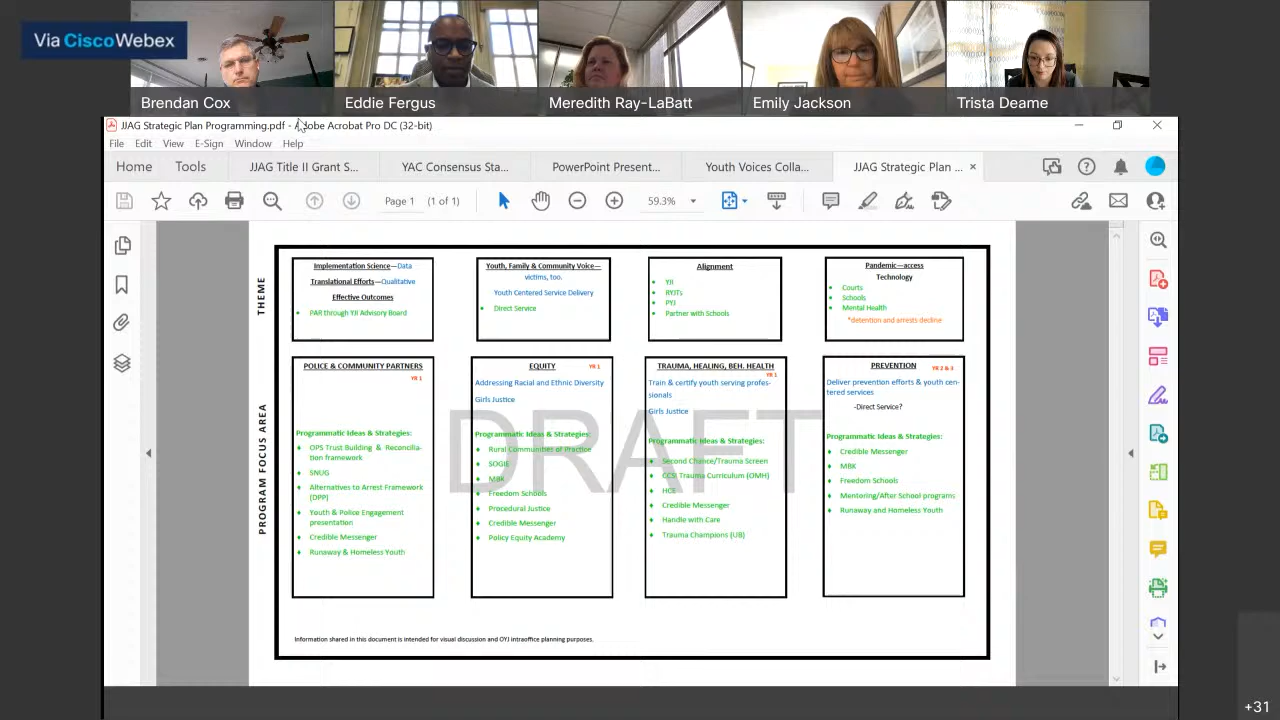 Via Cisco Webex
Brendan Cox
Eddie Fergus
Meredith Ray-LaBatt
Emily Jackson
Trista Deame
JJAG Strategic Plan Programming.pdf - Adobe Acrobat Pro DC (32-bit)
File Edit View E-Sign Window Help
Home Tools JJAG Title II Grant S... YAC Consensus Sta... PowerPoint Present... Youth Voices Colla... JJAG Strategic Plan ... ×
Page 1 (1 of 1) 59.3%
THEME
Implementation Science—Data
Translational Efforts—Qualitative
Effective Outcomes
• PAR through YJI Advisory Board
Youth, Family & Community Voice—
victims, too.
Youth Centered Service Delivery
• Direct Service
Alignment
• YJI
• RYJTs
• PYJ
• Partner with Schools
Pandemic—access
Technology
• Courts
• Schools
• Mental Health
*detention and arrests decline
PROGRAM FOCUS AREA
POLICE & COMMUNITY PARTNERS
YR 1
Programmatic Ideas & Strategies:
♦ OPS Trust Building & Reconcilia-
tion framework
♦ SNUG
♦ Alternatives to Arrest Framework
(DPP)
♦ Youth & Police Engagement
presentation
♦ Credible Messenger
♦ Runaway & Homeless Youth
EQUITY YR 1
Addressing Racial and Ethnic Diversity
Girls Justice
Programmatic Ideas & Strategies:
♦ Rural Communities of Practice
♦ SOGIE
♦ MBK
♦ Freedom Schools
♦ Procedural Justice
♦ Credible Messenger
♦ Policy Equity Academy
TRAUMA, HEALING, BEH. HEALTH
YR 1
Train & certify youth serving profes-
sionals
Girls Justice
Programmatic Ideas & Strategies:
♦ Second Chance/Trauma Screen
♦ CCSI Trauma Curriculum (OMH)
♦ HCS
♦ Credible Messenger
♦ Handle with Care
♦ Trauma Champions (UB)
PREVENTION YR 2 & 3
Deliver prevention efforts & youth cen-
tered services
-Direct Service?
Programmatic Ideas & Strategies:
♦ Credible Messenger
♦ MBK
♦ Freedom Schools
♦ Mentoring/After School programs
♦ Runaway and Homeless Youth
DRAFT
Information shared in this document is intended for visual discussion and OYJ intraoffice planning purposes.
+31